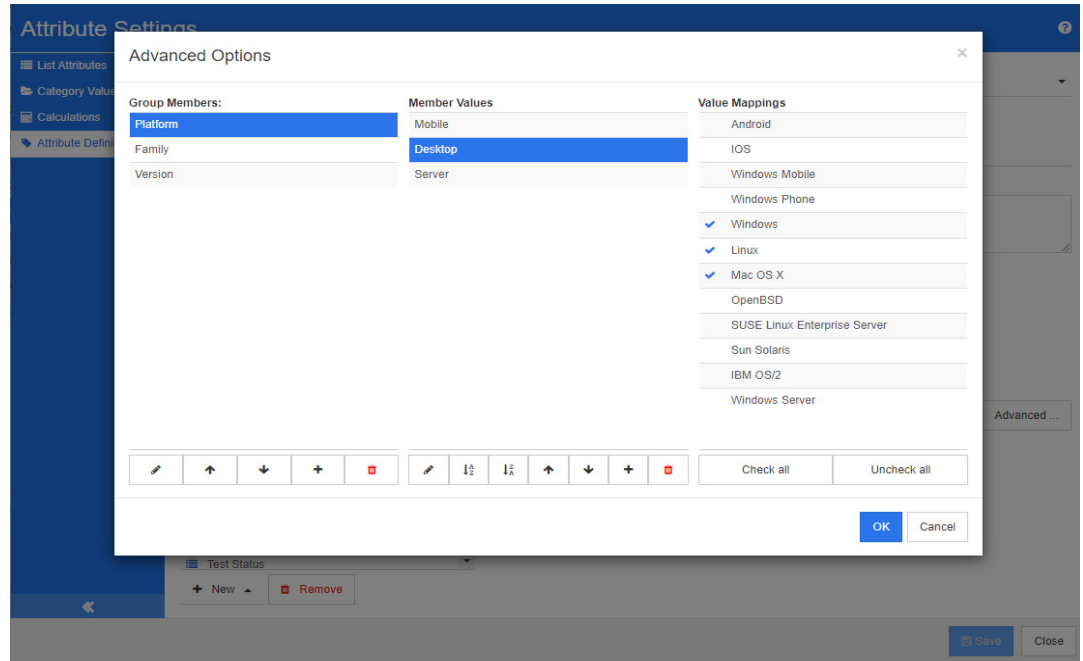 Attribute Settings
List Attributes
Category Value
Calculations
Attribute Defini
Advanced Options
Group Members:
Platform
Family
Version
Member Values
Mobile
Desktop
Server
Value Mappings
Android
IOS
Windows Mobile
Windows Phone
Windows
Linux
Mac OS X
OpenBSD
SUSE Linux Enterprise Server
Sun Solaris
IBM OS/2
Windows Server
Check all
Uncheck all
OK
Cancel
Advanced ...
Test Status
New
Remove
Save
Close